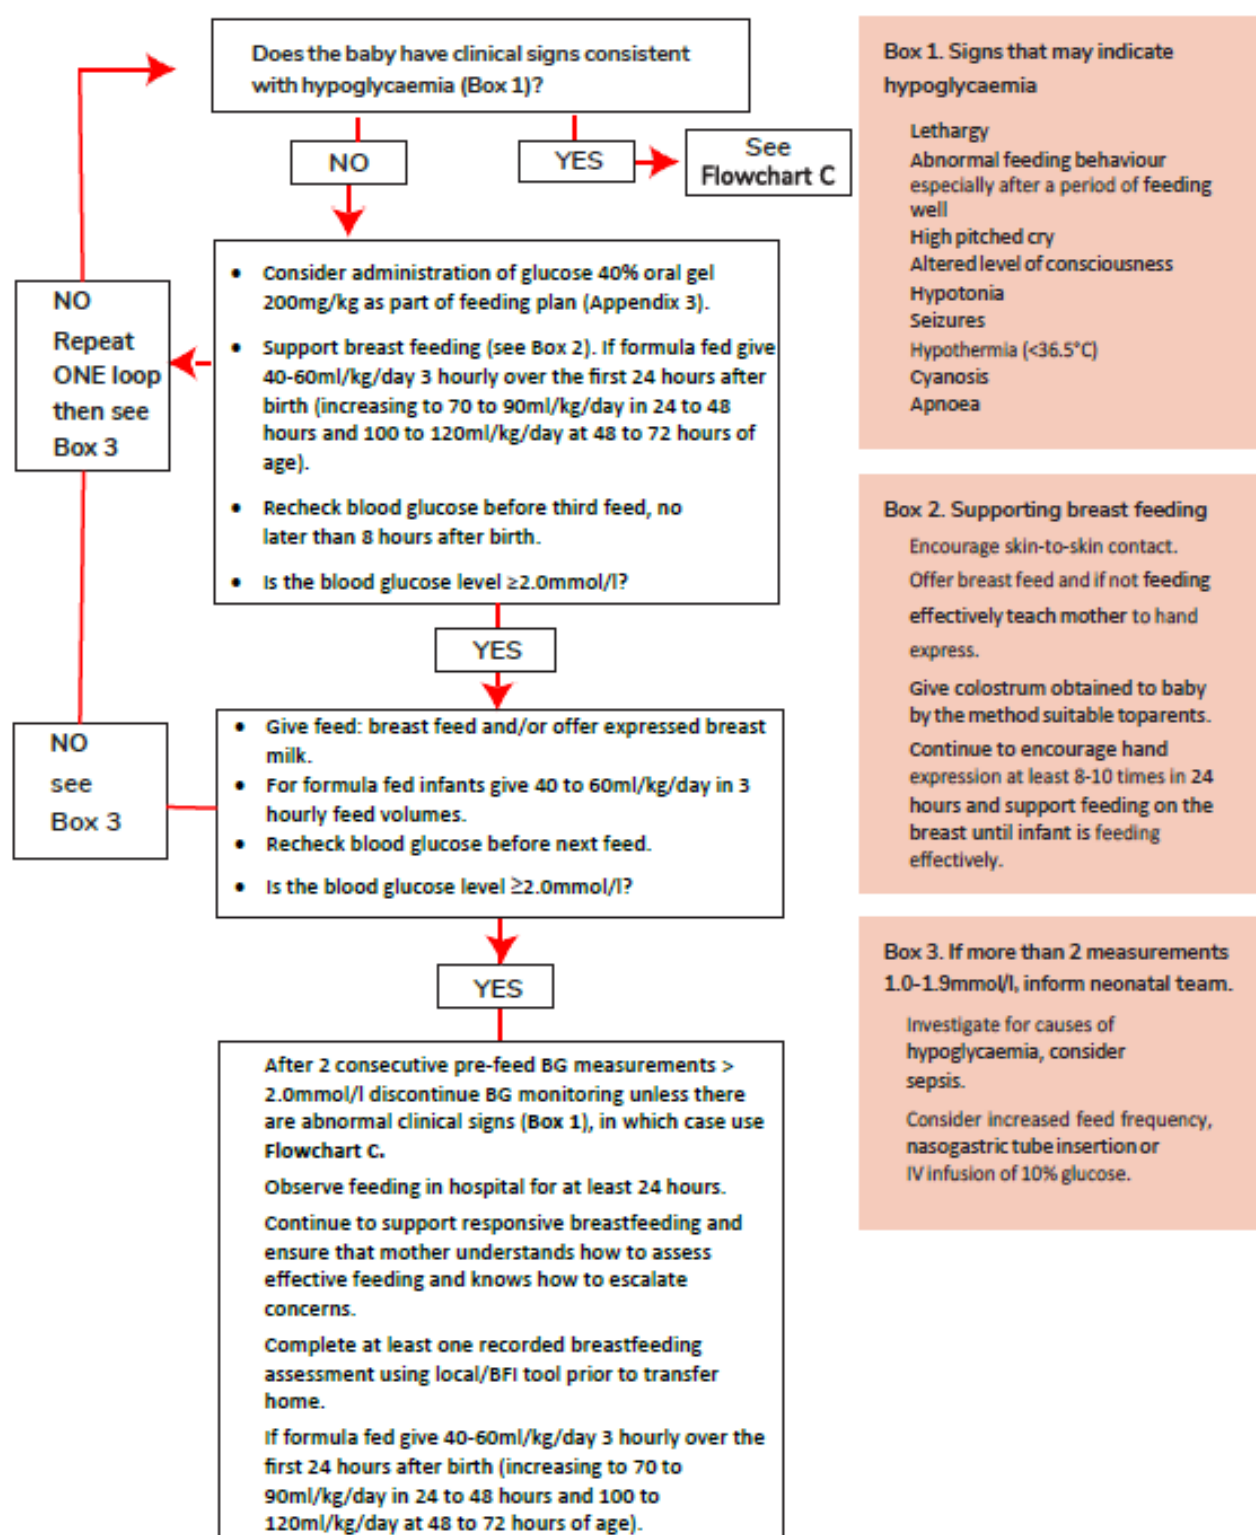 Does the baby have clinical signs consistent
with hypoglycaemia (Box 1)?
NO
YES
See
Flowchart C
• Consider administration of glucose 40% oral gel
200mg/kg as part of feeding plan (Appendix 3).
• Support breast feeding (see Box 2). If formula fed give
40-60ml/kg/day 3 hourly over the first 24 hours after
birth (increasing to 70 to 90ml/kg/day in 24 to 48
hours and 100 to 120ml/kg/day at 48 to 72 hours of
age).
• Recheck blood glucose before third feed, no
later than 8 hours after birth.
• Is the blood glucose level ≥2.0mmol/l?
NO
Repeat
ONE loop
then see
Box 3
YES
• Give feed: breast feed and/or offer expressed breast
milk.
• For formula fed infants give 40 to 60ml/kg/day in 3
hourly feed volumes.
• Recheck blood glucose before next feed.
• Is the blood glucose level ≥2.0mmol/l?
NO
see
Box 3
YES
After 2 consecutive pre-feed BG measurements >
2.0mmol/l discontinue BG monitoring unless there
are abnormal clinical signs (Box 1), in which case use
Flowchart C.
Observe feeding in hospital for at least 24 hours.
Continue to support responsive breastfeeding and
ensure that mother understands how to assess
effective feeding and knows how to escalate
concerns.
Complete at least one recorded breastfeeding
assessment using local/BFI tool prior to transfer
home.
If formula fed give 40-60ml/kg/day 3 hourly over the
first 24 hours after birth (increasing to 70 to
90ml/kg/day in 24 to 48 hours and 100 to
120ml/kg/day at 48 to 72 hours of age).
Box 1. Signs that may indicate
hypoglycaemia
Lethargy
Abnormal feeding behaviour
especially after a period of feeding
well
High pitched cry
Altered level of consciousness
Hypotonia
Seizures
Hypothermia (<36.5°C)
Cyanosis
Apnoea
Box 2. Supporting breast feeding
Encourage skin-to-skin contact.
Offer breast feed and if not feeding
effectively teach mother to hand
express.
Give colostrum obtained to baby
by the method suitable toparents.
Continue to encourage hand
expression at least 8-10 times in 24
hours and support feeding on the
breast until infant is feeding
effectively.
Box 3. If more than 2 measurements
1.0-1.9mmol/l, inform neonatal team.
Investigate for causes of
hypoglycaemia, consider
sepsis.
Consider increased feed frequency,
nasogastric tube insertion or
IV infusion of 10% glucose.